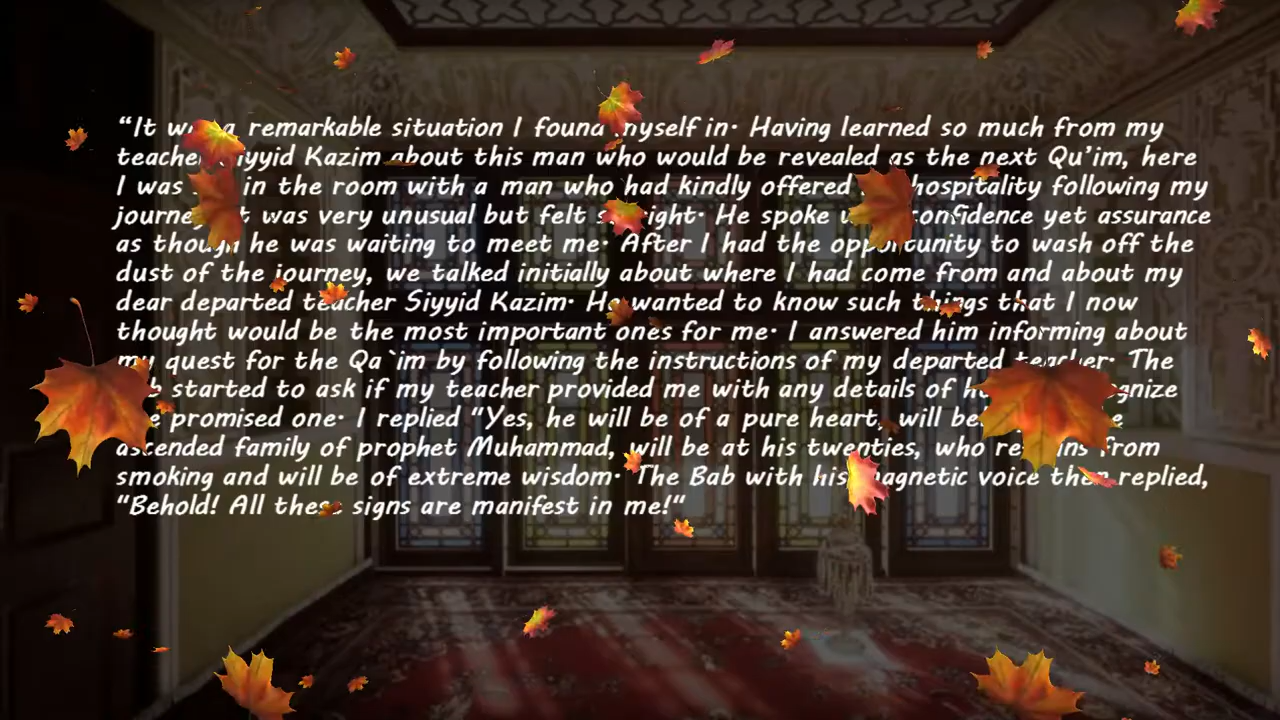 “It was a remarkable situation I found myself in· Having learned so much from my
teacher Siyyid Kazim about this man who would be revealed as the next Qu’im, here
I was in the room with a man who had kindly offered hospitality following my
journey. It was very unusual but felt so right· He spoke with confidence yet assurance
as though he was waiting to meet me· After I had the opportunity to wash off the
dust of the journey, we talked initially about where I had come from and about my
dear departed teacher Siyyid Kazim· He wanted to know such things that I now
thought would be the most important ones for me· I answered him informing about
my quest for the Qa`im by following the instructions of my departed teacher· The
started to ask if my teacher provided me with any details of
promised one· I replied “Yes, he will be of a pure heart, will
ascended family of prophet Muhammad, will be at his twenties, who from
smoking and will be of extreme wisdom· The Bab with his magnetic voice then replied,
“Behold! All these signs are manifest in me!“